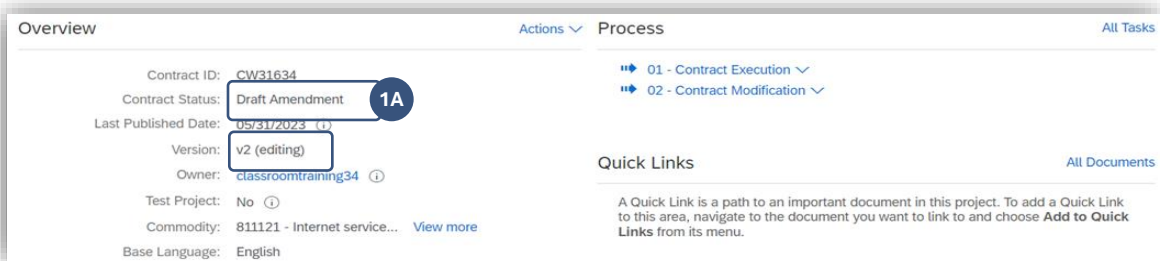 Overview
Actions
Contract ID: CW31634
Contract Status: Draft Amendment
1A
Last Published Date: 05/31/2023
Version: v2 (editing)
Owner: classroomtraining34
Test Project: No
Commodity: 811121 - Internet service... View more
Base Language: English
Process
All Tasks
01 - Contract Execution
02 - Contract Modification
Quick Links
All Documents
A Quick Link is a path to an important document in this project. To add a Quick Link
to this area, navigate to the document you want to link to and choose Add to Quick
Links from its menu.